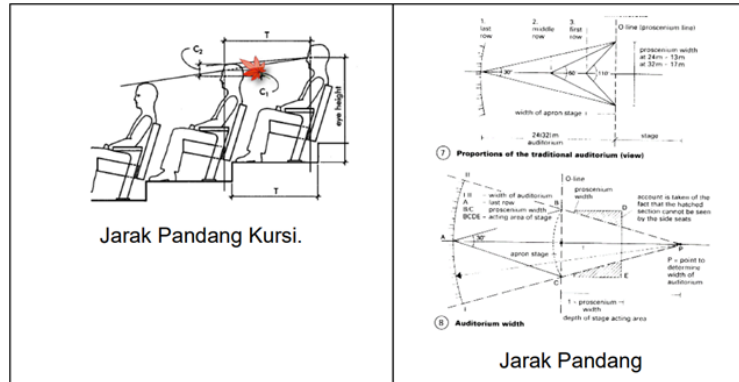 C₂
T
C₁
eye height
T
Jarak Pandang Kursi.
1.
last
row
2.
middle
row
3.
first
row
O-line (proscenium line)
proscenium width
at 24m – 13m
at 32m – 17m
30°
60°
110°
width of apron stage
24(32)m
auditorium
stage
7 Proportions of the traditional auditorium (view)
II
O-line
proscenium
width
I II – width of auditorium
A – last row
B/C – proscenium width
BCDE – acting area of stage
B
D
account is taken of the
fact that the hatched
section cannot be seen
by the side seats
A
30°
P
apron stage
C
E
P = point to
determine
width of
auditorium
I
1 – proscenium
width
depth of stage acting area
8 Auditorium width
Jarak Pandang